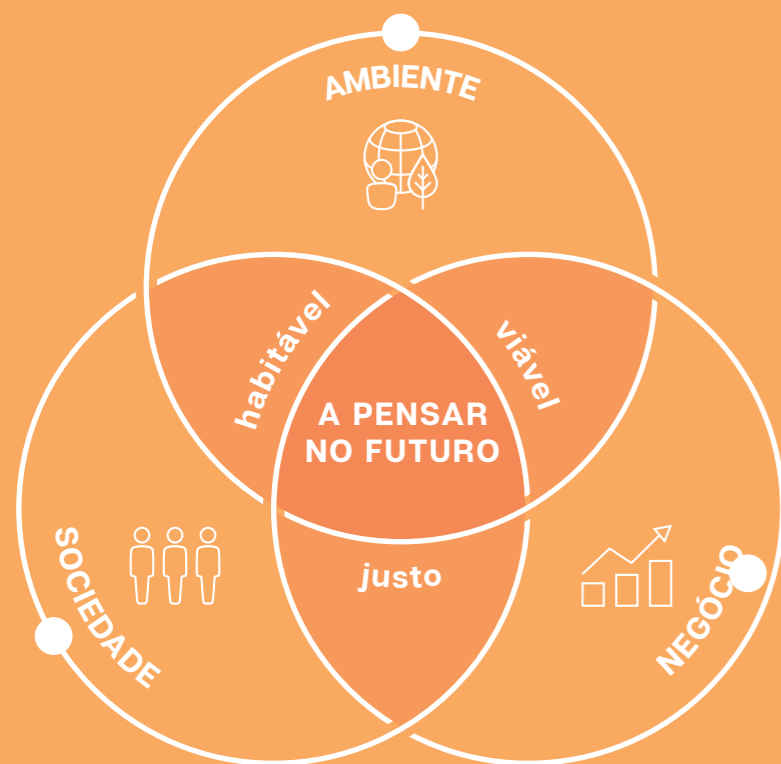 AMBIENTE
habitável
viável
A PENSAR
NO FUTURO
justo
SOCIEDADE
NEGÓCIO